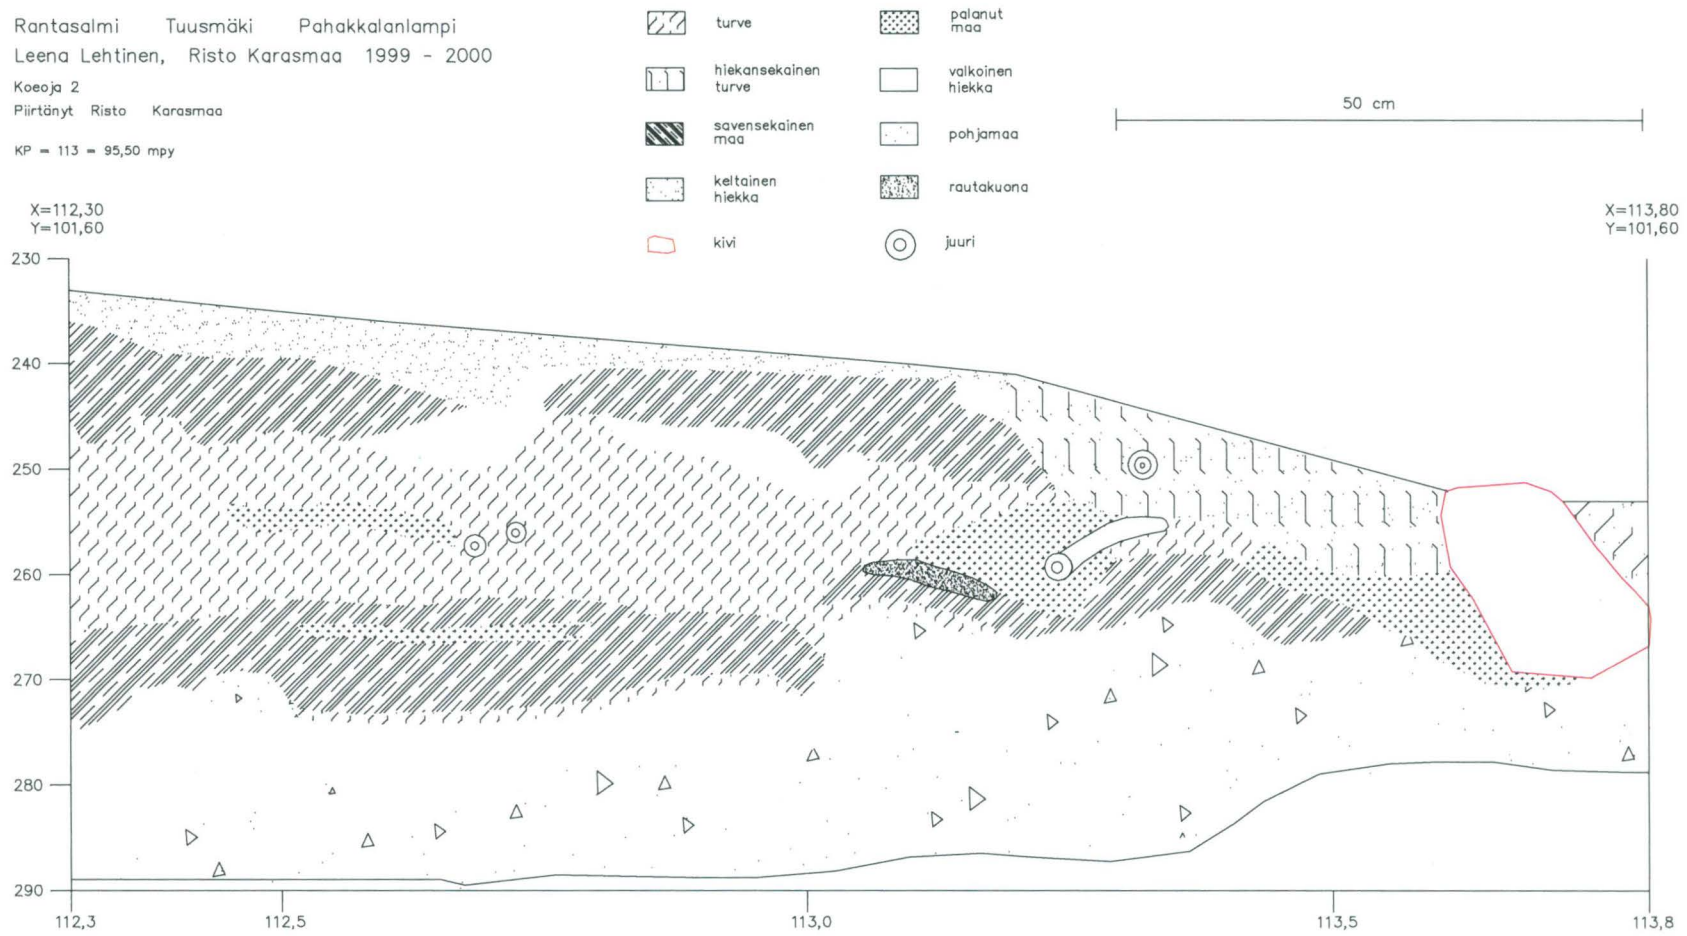 Rantasalmi Tuusmäki Pahakkalanlampi
Leena Lehtinen, Risto Karasmaa 1999 - 2000
Koeoja 2
Piirtänyt Risto Karasmaa
KP = 113 = 95,50 mpy
turve
hiekansekainen
turve
savensekainen
maa
keltainen
hiekka
kivi
palanut
maa
valkoinen
hiekka
pohjamaa
rautakuona
juuri
50 cm
X=112,30
Y=101,60
X=113,80
Y=101,60
230
240
250
260
270
280
290
112,3
112,5
113,0
113,5
113,8